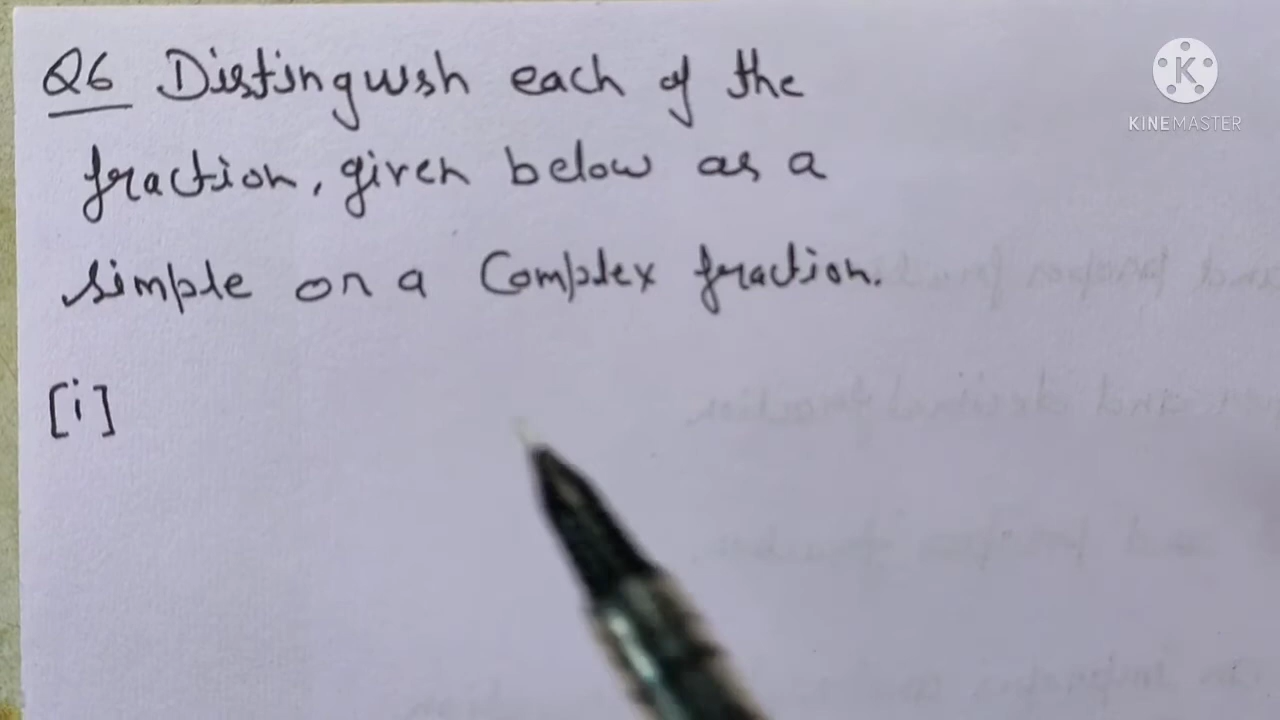 Q6 Distinguish each of the
fraction, given below as a
simple or a Complex fraction.
[i]
K
KINEMASTER